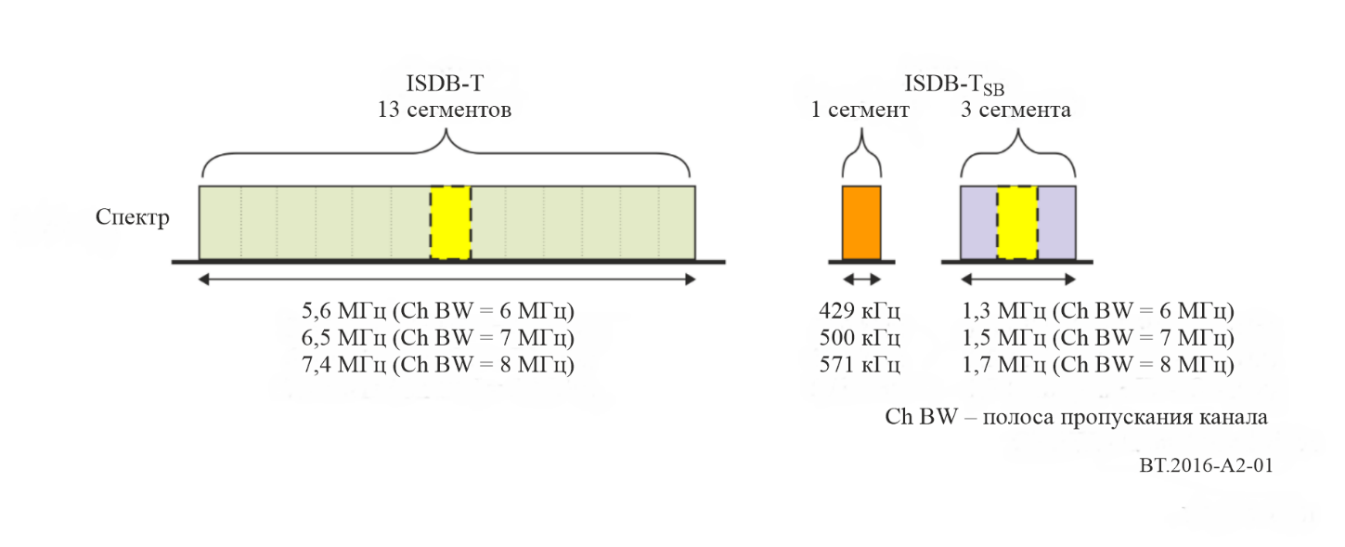 ISDB-T
13 сегментов
ISDB-T_SB
1 сегмент
3 сегмента
Спектр
5,6 МГц (Ch BW = 6 МГц)
6,5 МГц (Ch BW = 7 МГц)
7,4 МГц (Ch BW = 8 МГц)
429 кГц
500 кГц
571 кГц
1,3 МГц (Ch BW = 6 МГц)
1,5 МГц (Ch BW = 7 МГц)
1,7 МГц (Ch BW = 8 МГц)
Ch BW – полоса пропускания канала
BT.2016-A2-01